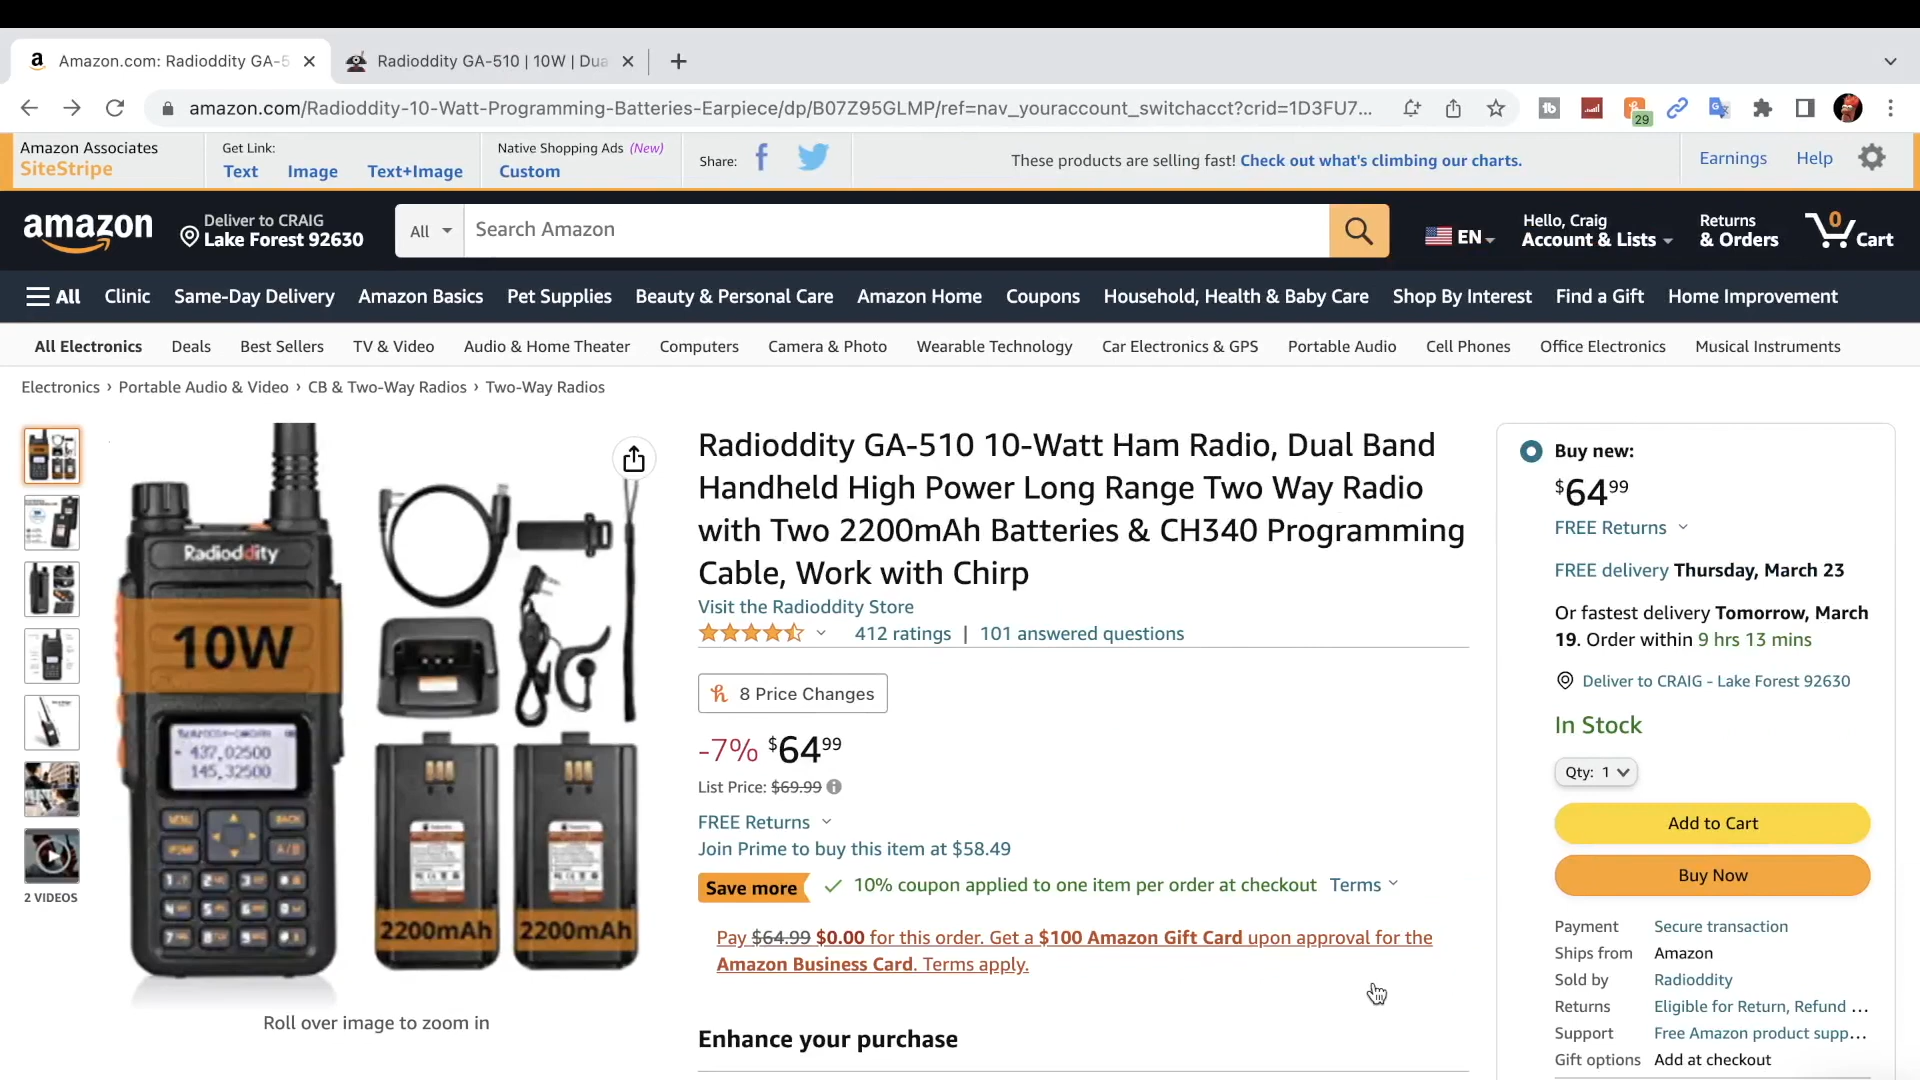 Amazon.com: Radioddity GA-5
Radioddity GA-510 | 10W | Dua
amazon.com/Radioddity-10-Watt-Programming-Batteries-Earpiece/dp/B07Z95GLMP/ref=nav_youraccount_switchacct?crid=1D3FU7...
29
Amazon Associates
SiteStripe
Get Link:
Text Image Text+Image
Native Shopping Ads (New)
Custom
Share:
These products are selling fast! Check out what's climbing our charts.
Earnings Help
amazon
Deliver to CRAIG
Lake Forest 92630
All
Search Amazon
EN
Hello, Craig
Account & Lists
Returns
& Orders
0
Cart
All Clinic Same-Day Delivery Amazon Basics Pet Supplies Beauty & Personal Care Amazon Home Coupons Household, Health & Baby Care Shop By Interest Find a Gift Home Improvement
All Electronics Deals Best Sellers TV & Video Audio & Home Theater Computers Camera & Photo Wearable Technology Car Electronics & GPS Portable Audio Cell Phones Office Electronics Musical Instruments
Electronics › Portable Audio & Video › CB & Two-Way Radios › Two-Way Radios
Radioddity
10W
437,02500
145,32500
MENU
BACK
A/B
2200mAh
2200mAh
2 VIDEOS
Roll over image to zoom in
Radioddity GA-510 10-Watt Ham Radio, Dual Band
Handheld High Power Long Range Two Way Radio
with Two 2200mAh Batteries & CH340 Programming
Cable, Work with Chirp
Visit the Radioddity Store
412 ratings | 101 answered questions
8 Price Changes
-7% $64 99
List Price: $69.99
FREE Returns
Join Prime to buy this item at $58.49
Save more 10% coupon applied to one item per order at checkout Terms
Pay $64.99 $0.00 for this order. Get a $100 Amazon Gift Card upon approval for the
Amazon Business Card. Terms apply.
Enhance your purchase
Buy new:
$64 99
FREE Returns
FREE delivery Thursday, March 23
Or fastest delivery Tomorrow, March
19. Order within 9 hrs 13 mins
Deliver to CRAIG - Lake Forest 92630
In Stock
Qty: 1
Add to Cart
Buy Now
Payment Secure transaction
Ships from Amazon
Sold by Radioddity
Returns Eligible for Return, Refund ...
Support Free Amazon product supp...
Gift options Add at checkout